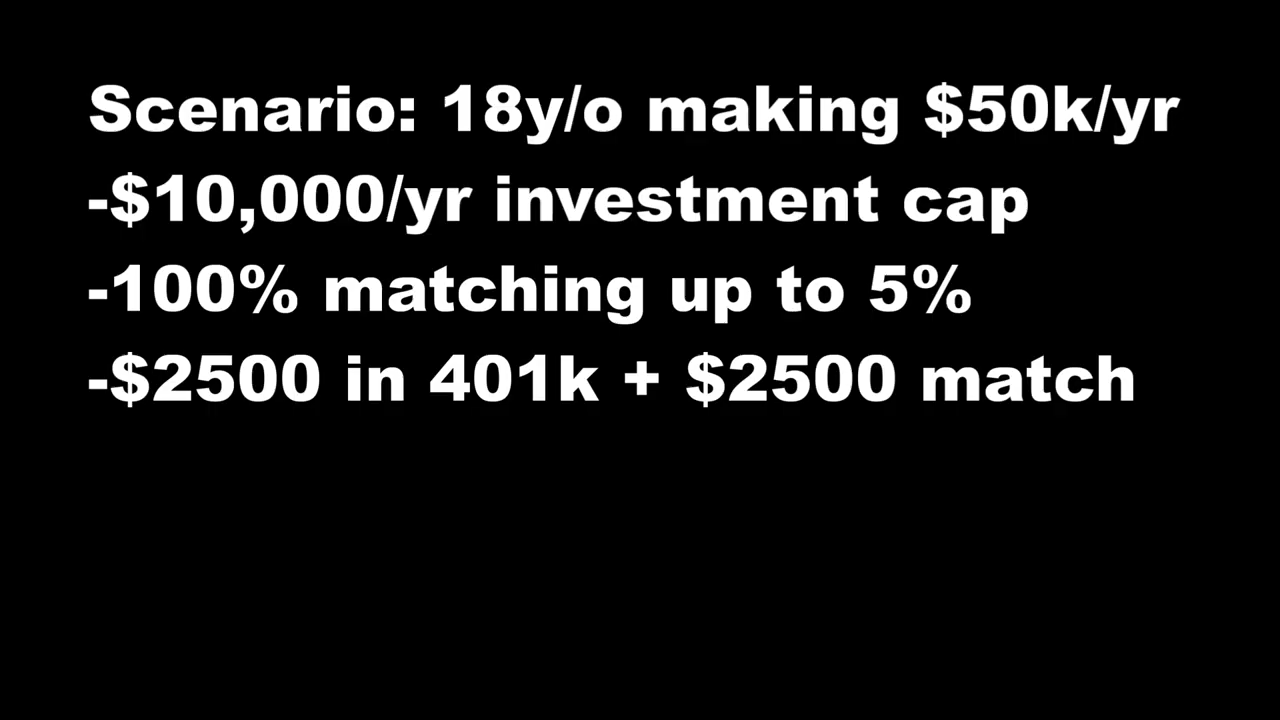 Scenario: 18y/o making $50k/yr
-$10,000/yr investment cap
-100% matching up to 5%
-$2500 in 401k + $2500 match